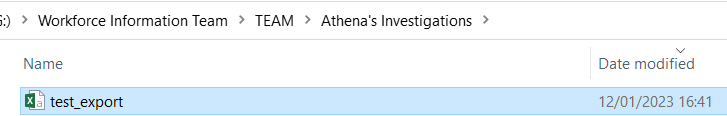 G:) > Workforce Information Team > TEAM > Athena's Investigations >
Name Date modified
test_export 12/01/2023 16:41